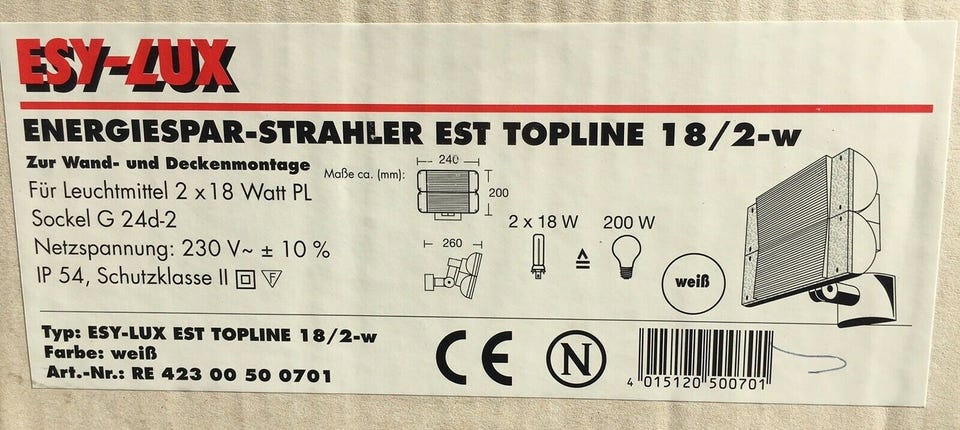 ESY-LUX
ENERGIESPAR-STRAHLER EST TOPLINE 18/2-w
Zur Wand- und Deckenmontage
Für Leuchtmittel 2 x 18 Watt PL
Sockel G 24d-2
Netzspannung: 230 V~ ± 10 %
IP 54, Schutzklasse II
F
Maße ca. (mm):
240
200
260
2 x 18 W ≙ 200 W
weiß
Typ: ESY-LUX EST TOPLINE 18/2-w
Farbe: weiß
Art.-Nr.: RE 423 00 50 0701
CE
N
4 015120 500701